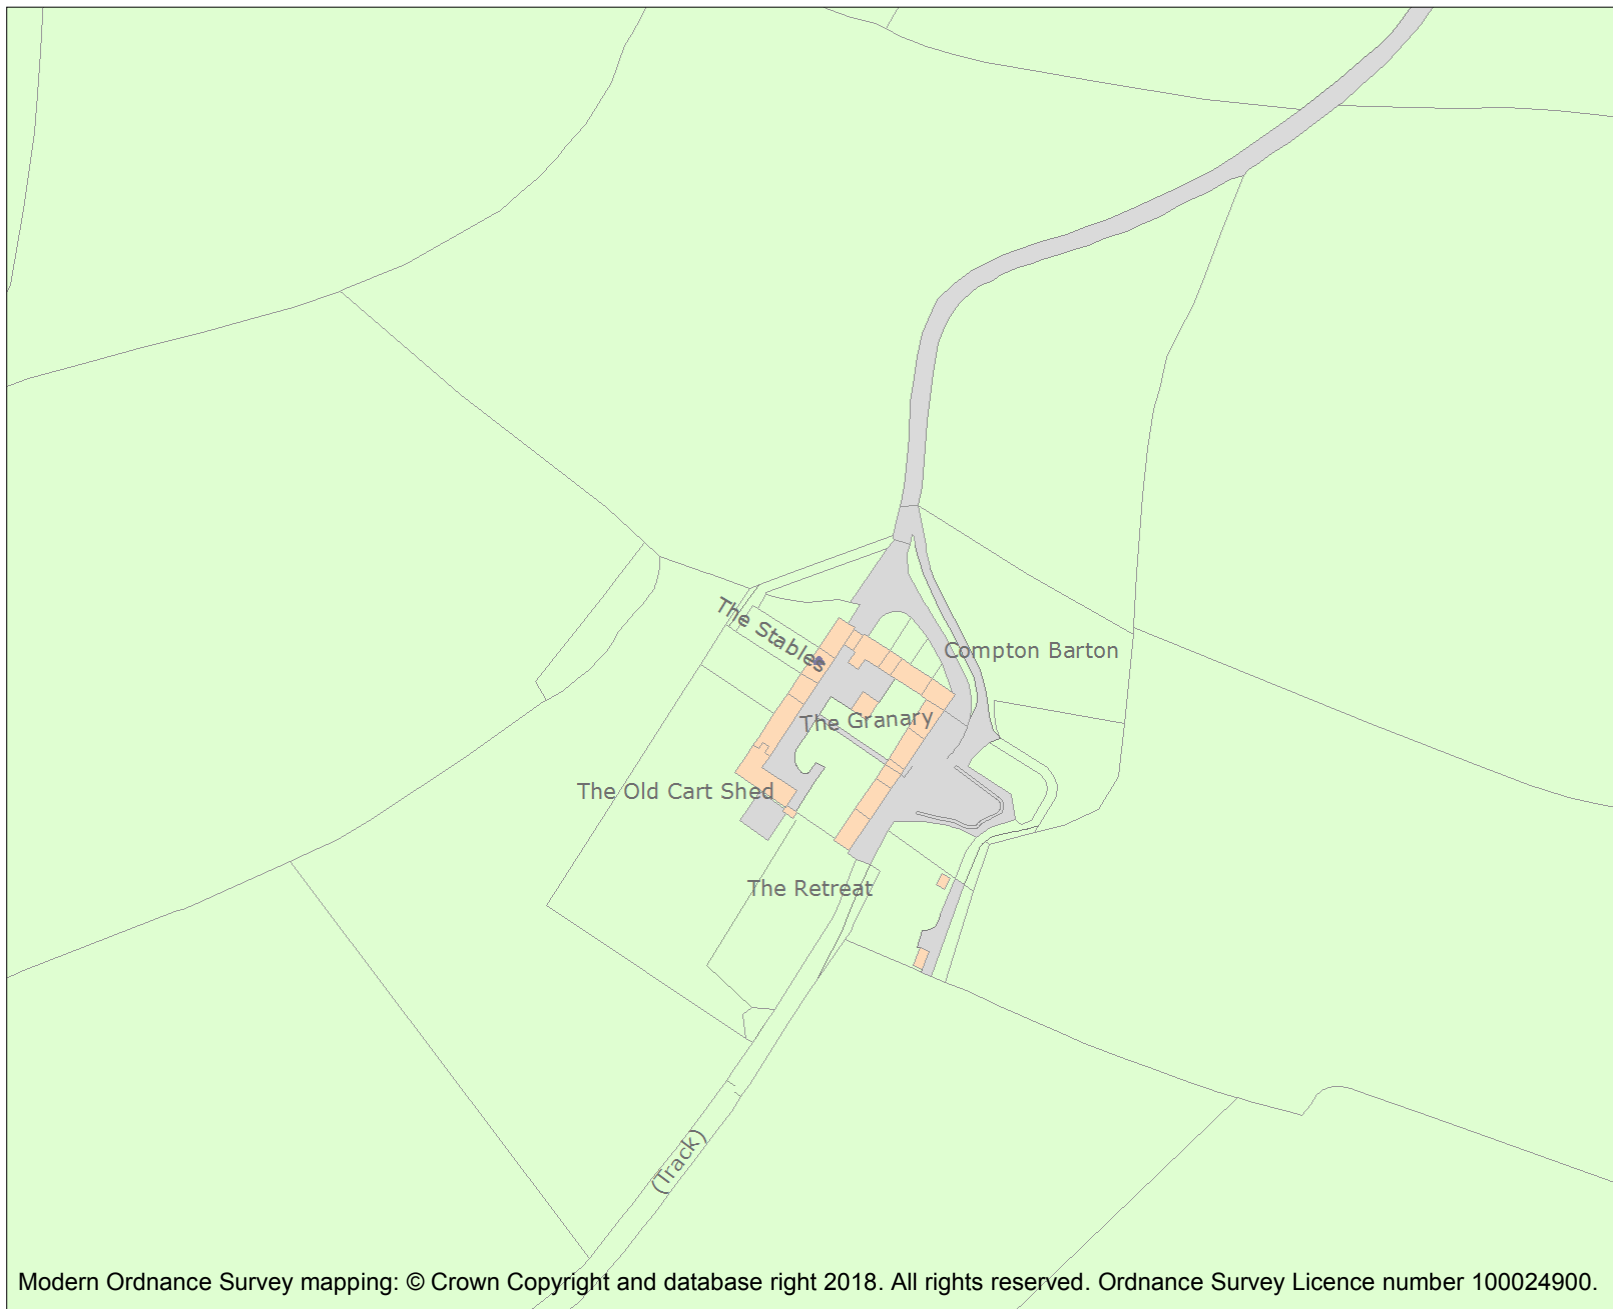 The Stables
Compton Barton
The Granary
The Old Cart Shed
The Retreat
(Track)
Modern Ordnance Survey mapping: © Crown Copyright and database right 2018. All rights reserved. Ordnance Survey Licence number 100024900.